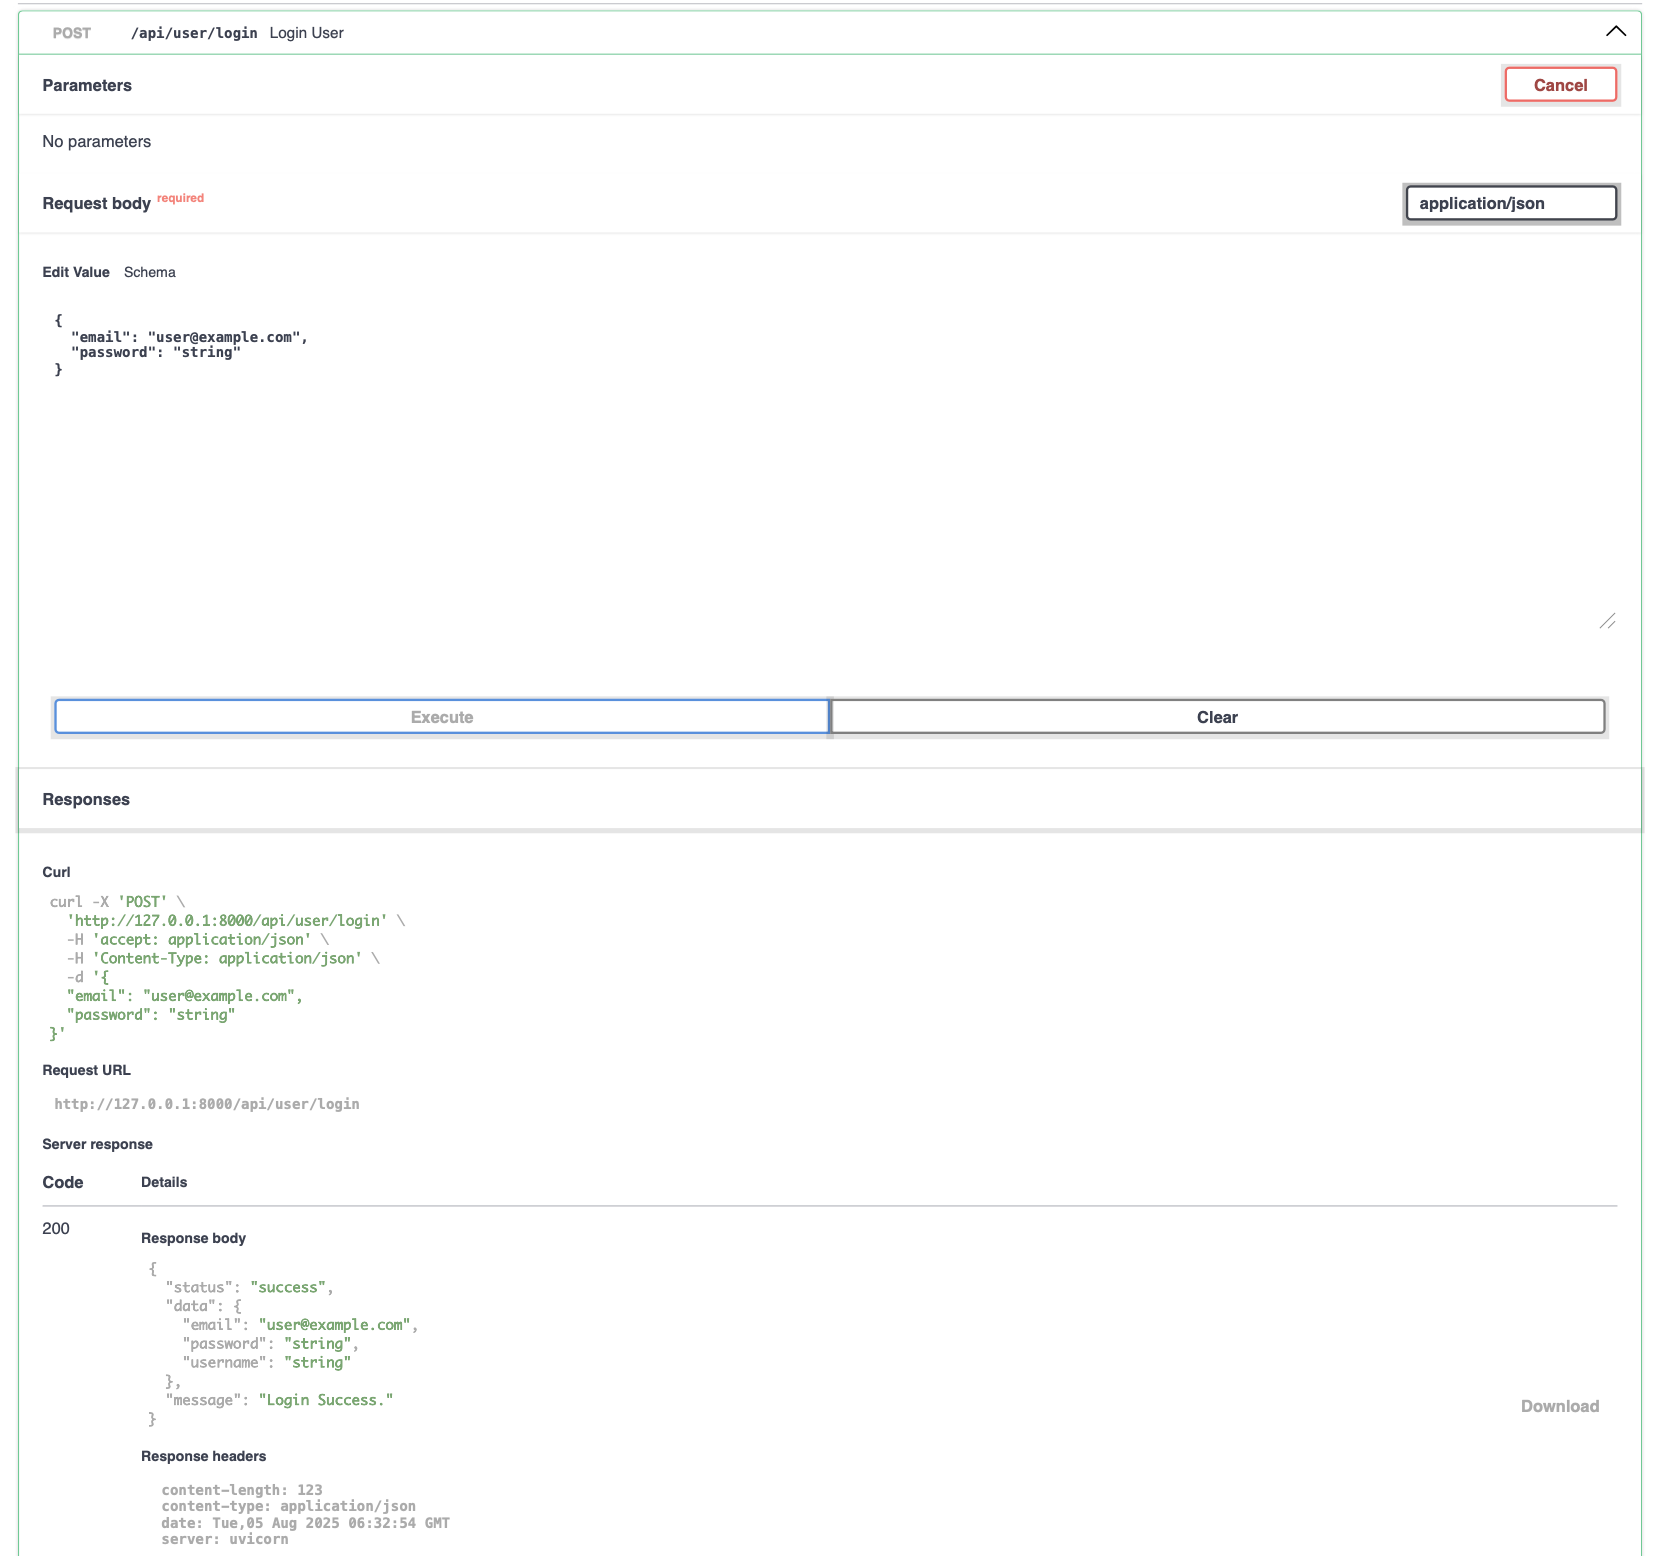 POST /api/user/login Login User
Parameters Cancel
No parameters
Request body required application/json
Edit Value Schema
{
  "email": "user@example.com",
  "password": "string"
}
Execute Clear
Responses
Curl
curl -X 'POST' \
  'http://127.0.0.1:8000/api/user/login' \
  -H 'accept: application/json' \
  -H 'Content-Type: application/json' \
  -d '{
  "email": "user@example.com",
  "password": "string"
}'
Request URL
http://127.0.0.1:8000/api/user/login
Server response
Code Details
200
Response body
{
  "status": "success",
  "data": {
    "email": "user@example.com",
    "password": "string",
    "username": "string"
  },
  "message": "Login Success."
}
Download
Response headers
content-length: 123
content-type: application/json
date: Tue,05 Aug 2025 06:32:54 GMT
server: uvicorn